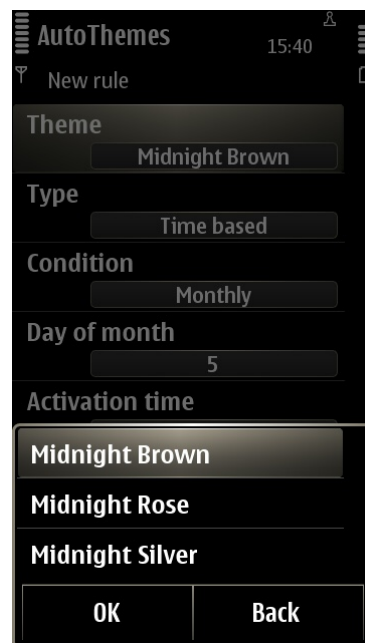 AutoThemes
15:40
New rule
Theme
Midnight Brown
Type
Time based
Condition
Monthly
Day of month
5
Activation time
Midnight Brown
Midnight Rose
Midnight Silver
OK Back